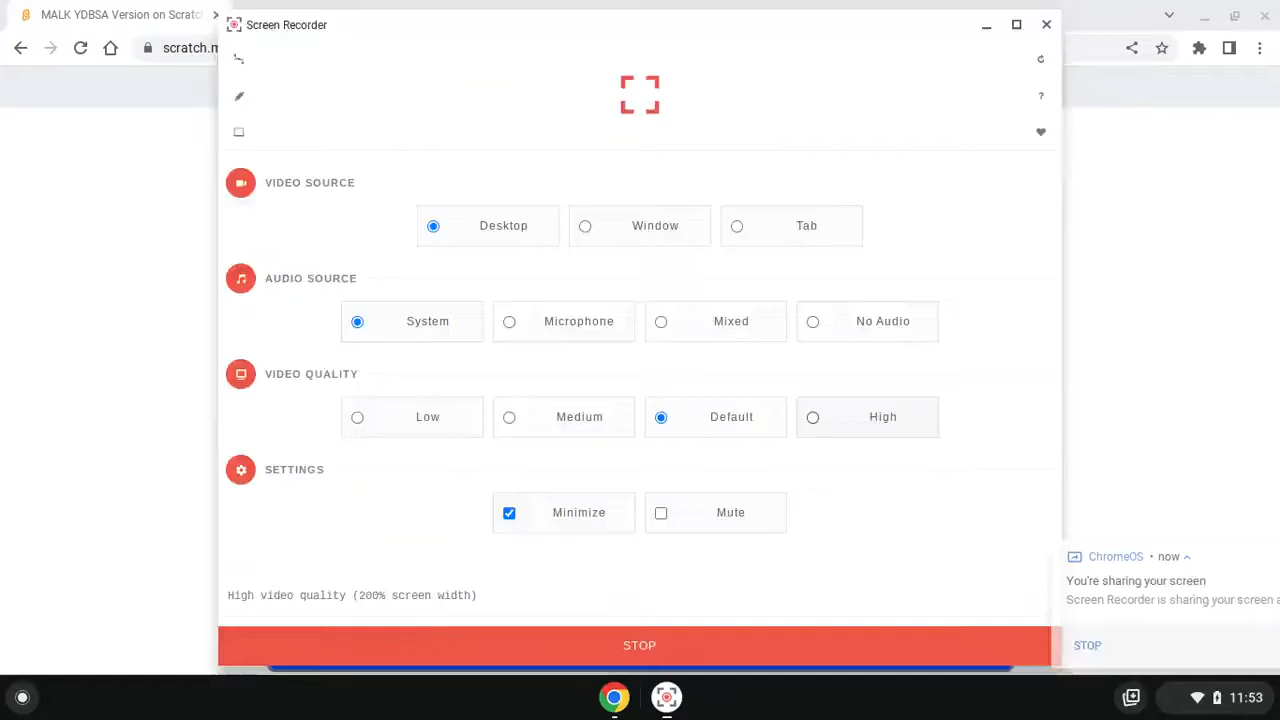 MALK YDBSA Version on Scratch
Screen Recorder
scratch.m
?
VIDEO SOURCE
Desktop Window Tab
AUDIO SOURCE
System Microphone Mixed No Audio
VIDEO QUALITY
Low Medium Default High
SETTINGS
Minimize Mute
ChromeOS • now
You're sharing your screen
Screen Recorder is sharing your screen a
High video quality (200% screen width)
STOP
STOP
11:53